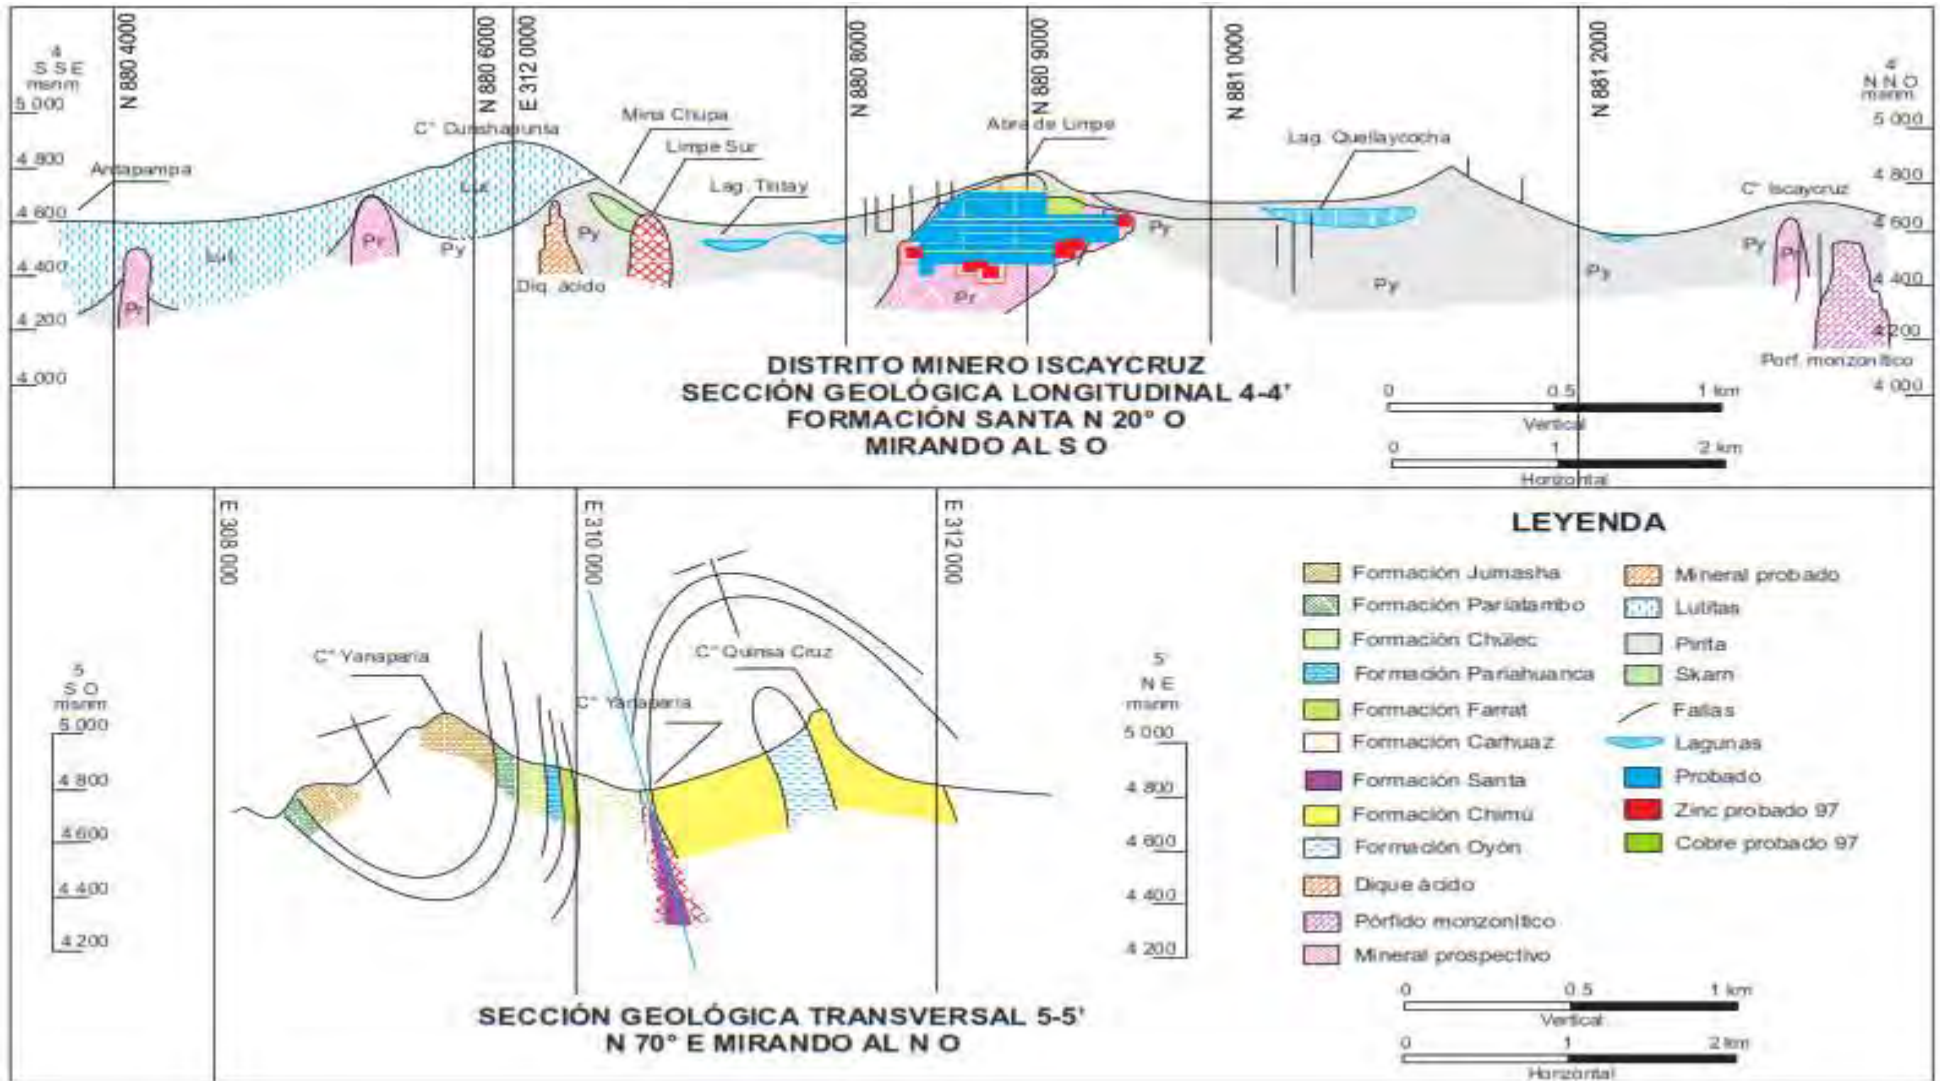 4
S S E
msnm
5 000
4 800
4 600
4 400
4 200
4 000
N 880 4000
N 880 6000
E 312 0000
N 880 8000
N 880 9000
N 881 0000
N 881 2000
4'
N N O
msnm
5 000
4 800
4 600
4 400
4 200
4 000
Antapampa
C° Cunshapunta
Mina Chupa
Limpe Sur
Lag. Tintay
Abra de Limpe
Lag. Quellaycocha
C° Iscaycruz
Lut
Lut
Pr
Pr
Py
Py
Diq. ácido
Pr
Py
Py
Py
Py
Pr
Porf. monzonítico
DISTRITO MINERO ISCAYCRUZ
SECCIÓN GEOLÓGICA LONGITUDINAL 4-4'
FORMACIÓN SANTA N 20° O
MIRANDO AL S O
0 0.5 1 km
Vertical
0 1 2 km
Horizontal
E 308 000
E 310 000
E 312 000
5
S O
msnm
5 000
4 800
4 600
4 400
4 200
C° Yanaparia
C° Quinsa Cruz
C° Yanaparia
5'
N E
msnm
5 000
4 800
4 600
4 400
4 200
SECCIÓN GEOLÓGICA TRANSVERSAL 5-5'
N 70° E MIRANDO AL N O
LEYENDA
Formación Jumasha
Formación Pariatambo
Formación Chúlec
Formación Pariahuanca
Formación Farrat
Formación Carhuaz
Formación Santa
Formación Chimú
Formación Oyón
Dique ácido
Pórfido monzonítico
Mineral prospectivo
Mineral probado
Lutitas
Pirita
Skarn
Fallas
Lagunas
Probado
Zinc probado 97
Cobre probado 97
0 0.5 1 km
Vertical
0 1 2 km
Horizontal